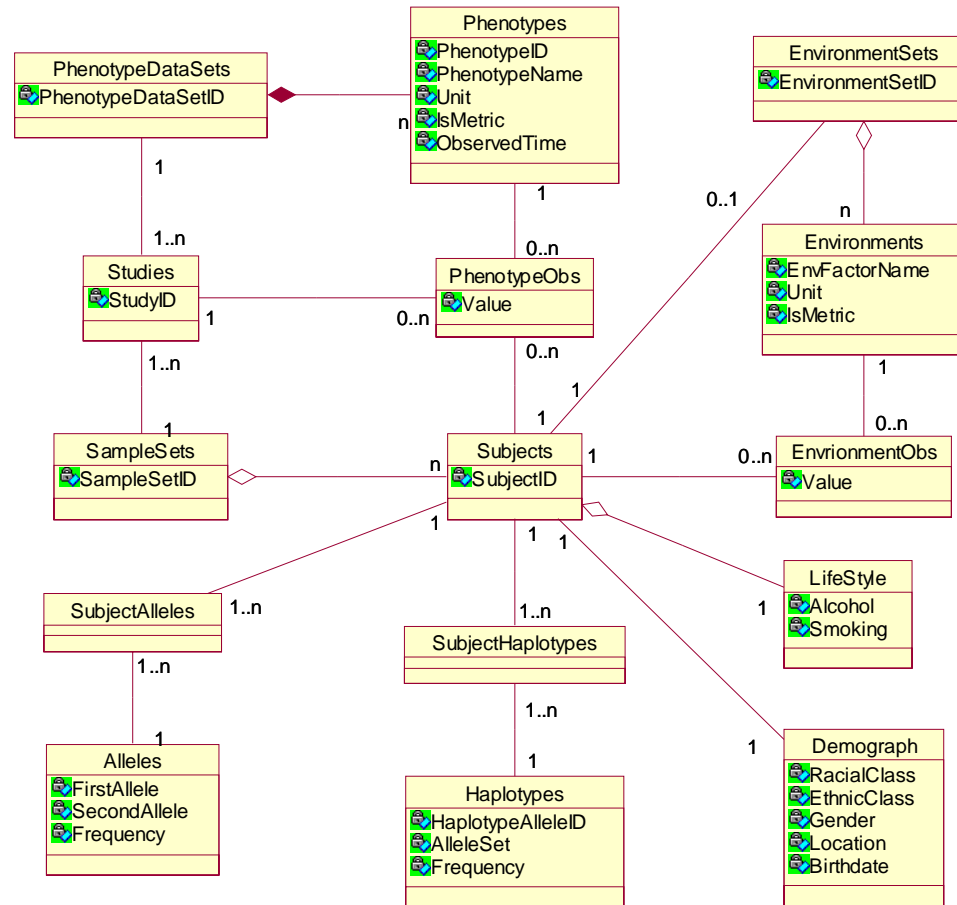 Phenotypes
PhenotypeID
PhenotypeName
Unit
IsMetric
ObservedTime
PhenotypeDataSets
PhenotypeDataSetID
EnvironmentSets
EnvironmentSetID
n
1
1
0..1
n
1..n
0..n
Studies
StudyID
PhenotypeObs
Value
Environments
EnvFactorName
Unit
IsMetric
1
0..n
1..n
0..n
1
1
1
1
0..n
SampleSets
SampleSetID
n
Subjects
SubjectID
1
0..n
EnvrionmentObs
Value
1
1
1
SubjectAlleles
1..n
1..n
SubjectHaplotypes
1
LifeStyle
Alcohol
Smoking
1..n
1..n
1
1
1
Alleles
FirstAllele
SecondAllele
Frequency
Haplotypes
HaplotypeAlleleID
AlleleSet
Frequency
Demograph
RacialClass
EthnicClass
Gender
Location
Birthdate